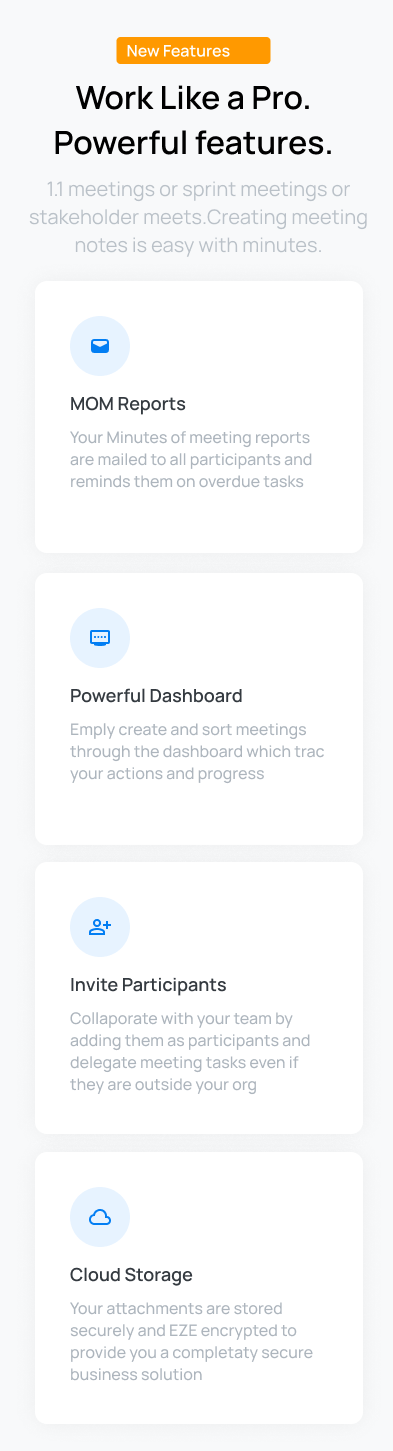 New Features
Work Like a Pro.
Powerful features.
1.1 meetings or sprint meetings or
stakeholder meets.Creating meeting
notes is easy with minutes.
MOM Reports
Your Minutes of meeting reports
are mailed to all participants and
reminds them on overdue tasks
Powerful Dashboard
Emply create and sort meetings
through the dashboard which trac
your actions and progress
Invite Participants
Collaporate with your team by
adding them as participants and
delegate meeting tasks even if
they are outside your org
Cloud Storage
Your attachments are stored
securely and EZE encrypted to
provide you a completaty secure
business solution